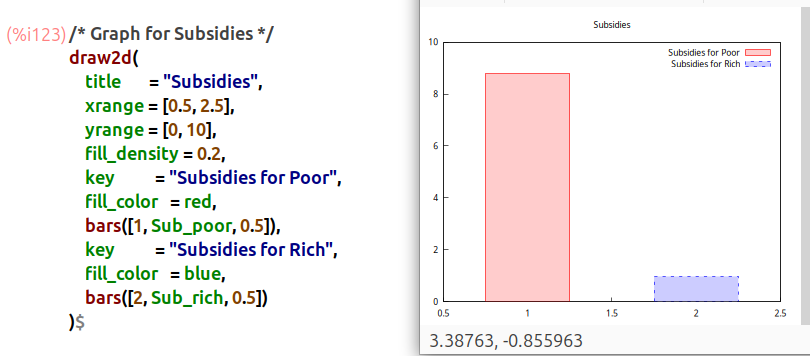 (%i123) /* Graph for Subsidies */
draw2d(
title = "Subsidies",
xrange = [0.5, 2.5],
yrange = [0, 10],
fill_density = 0.2,
key = "Subsidies for Poor",
fill_color = red,
bars([1, Sub_poor, 0.5]),
key = "Subsidies for Rich",
fill_color = blue,
bars([2, Sub_rich, 0.5])
)$
Subsidies
Subsidies for Poor
Subsidies for Rich
10
8
6
4
2
0
0.5 1 1.5 2 2.5
3.38763, -0.855963